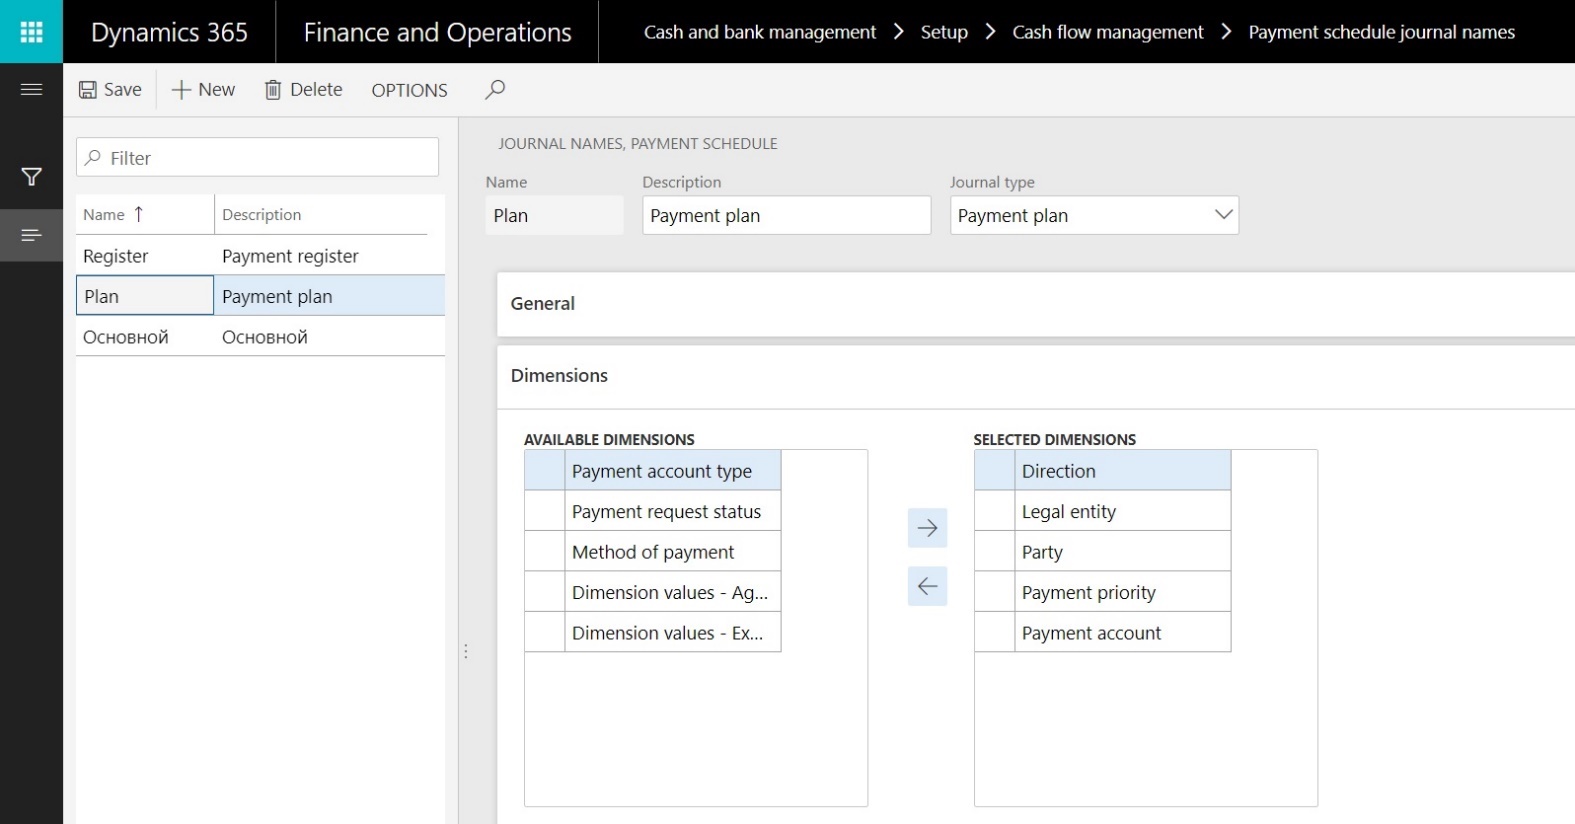 Dynamics 365 Finance and Operations Cash and bank management > Setup > Cash flow management > Payment schedule journal names
Save New Delete OPTIONS
Filter
Name ↑ Description
Register Payment register
Plan Payment plan
Основной Основной
JOURNAL NAMES, PAYMENT SCHEDULE
Name Description Journal type
Plan Payment plan Payment plan
General
Dimensions
AVAILABLE DIMENSIONS
Payment account type
Payment request status
Method of payment
Dimension values - Ag...
Dimension values - Ex...
SELECTED DIMENSIONS
Direction
Legal entity
Party
Payment priority
Payment account